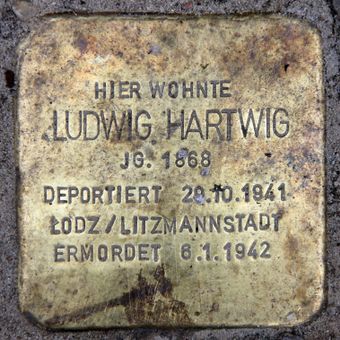 HIER WOHNTE
LUDWIG HARTWIG
JG. 1868
DEPORTIERT 29.10.1941
ŁODZ/LITZMANNSTADT
ERMORDET 6.1.1942